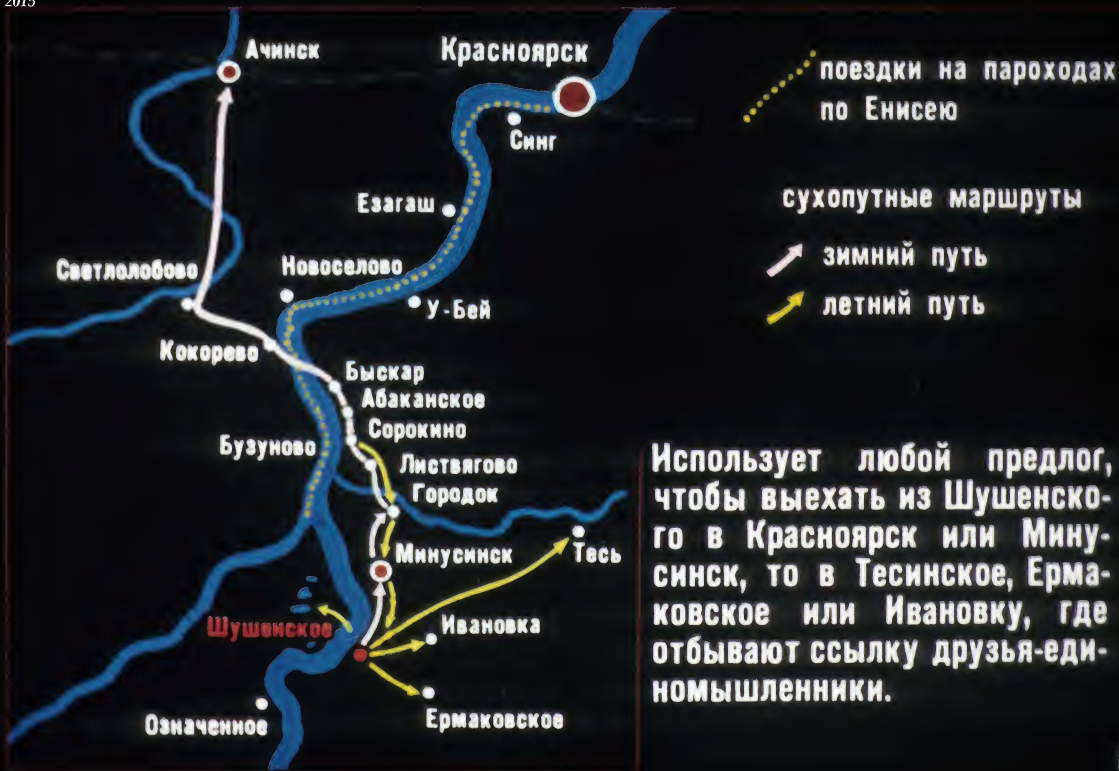 2015
Ачинск
Красноярск
Синг
Езагаш
Светлолобово
Новоселово
У-Бей
Кокорево
Быскар
Абаканское
Сорокино
Бузуново
Листвягово
Городок
Минусинск
Тесь
Шушенское
Ивановка
Означенное
Ермаковское
поездки на пароходах
по Енисею
сухопутные маршруты
зимний путь
летний путь
Использует любой предлог,
чтобы выехать из Шушенско-
го в Красноярск или Мину-
синск, то в Тесинское, Ерма-
ковское или Ивановку, где
отбывают ссылку друзья-еди-
номышленники.